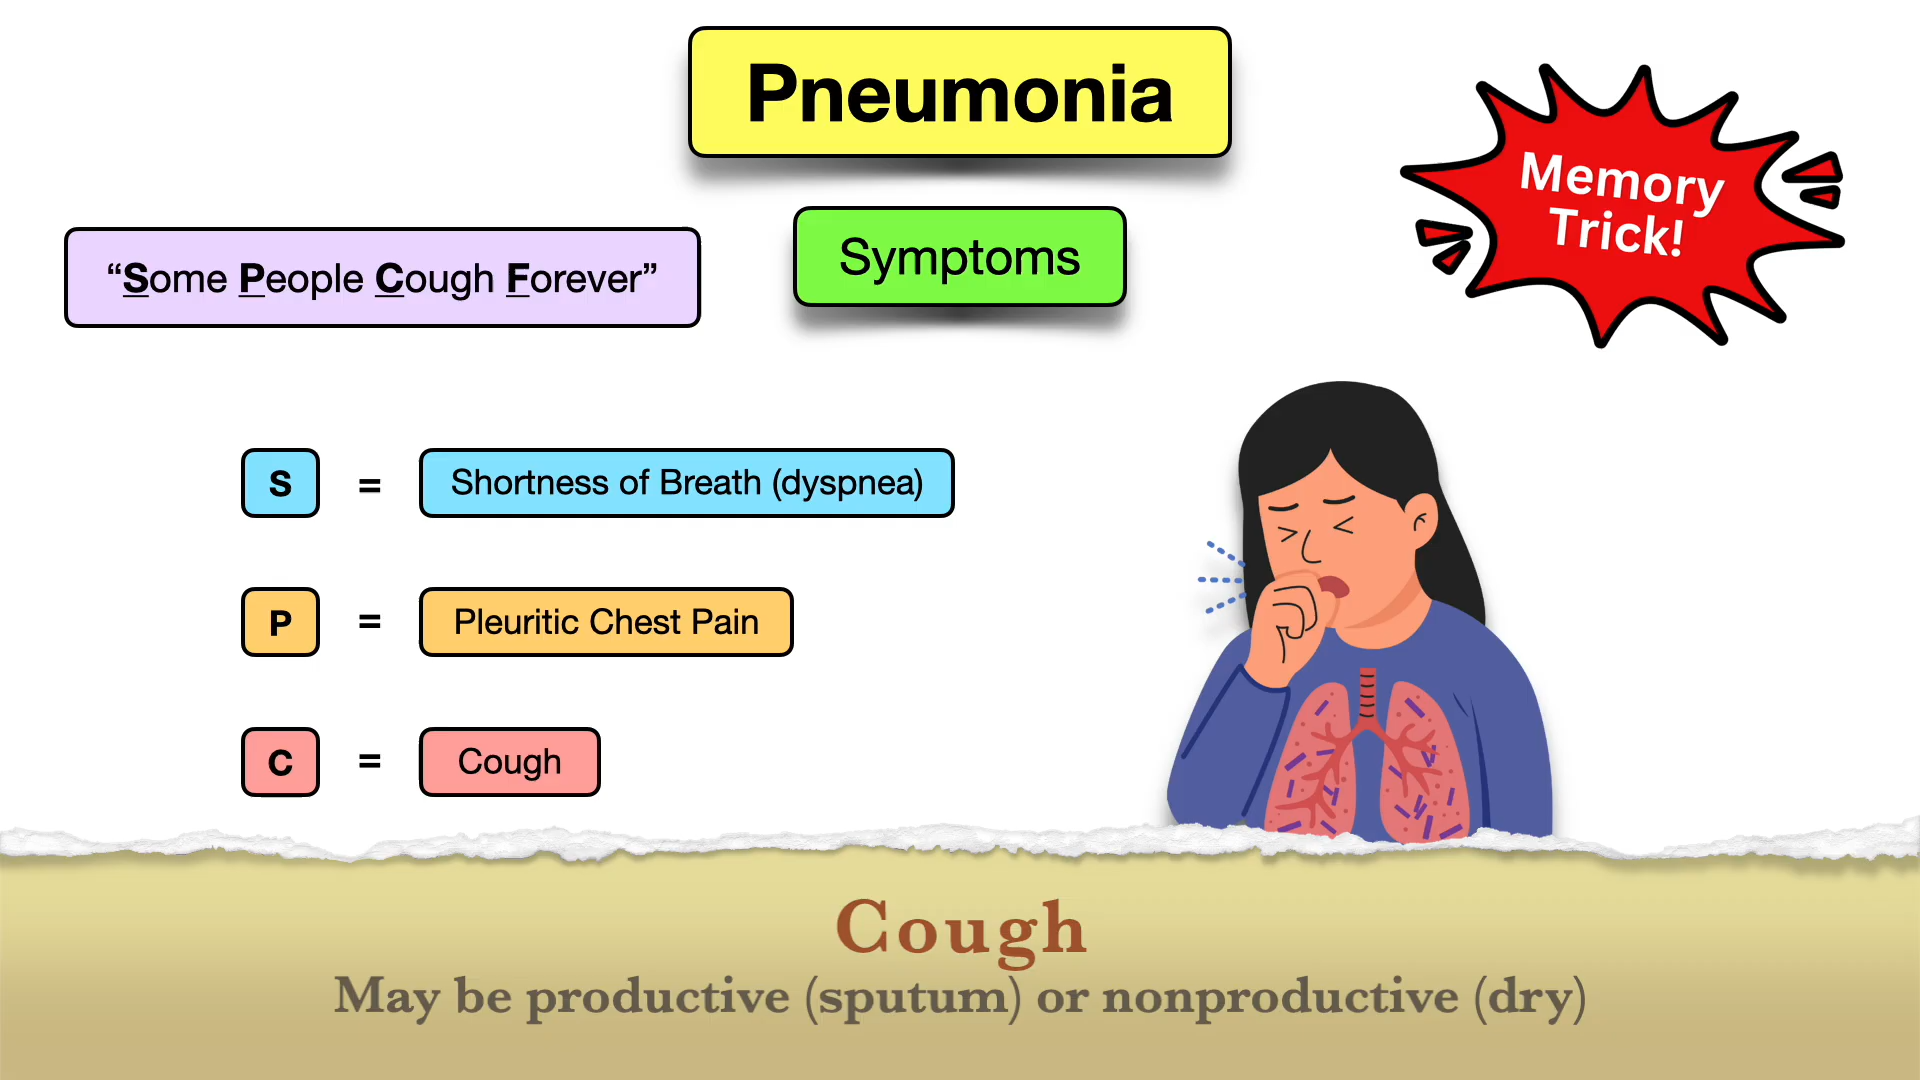 Pneumonia
Memory
Trick!
Symptoms
“Some People Cough Forever”
S = Shortness of Breath (dyspnea)
P = Pleuritic Chest Pain
C = Cough
Cough
May be productive (sputum) or nonproductive (dry)